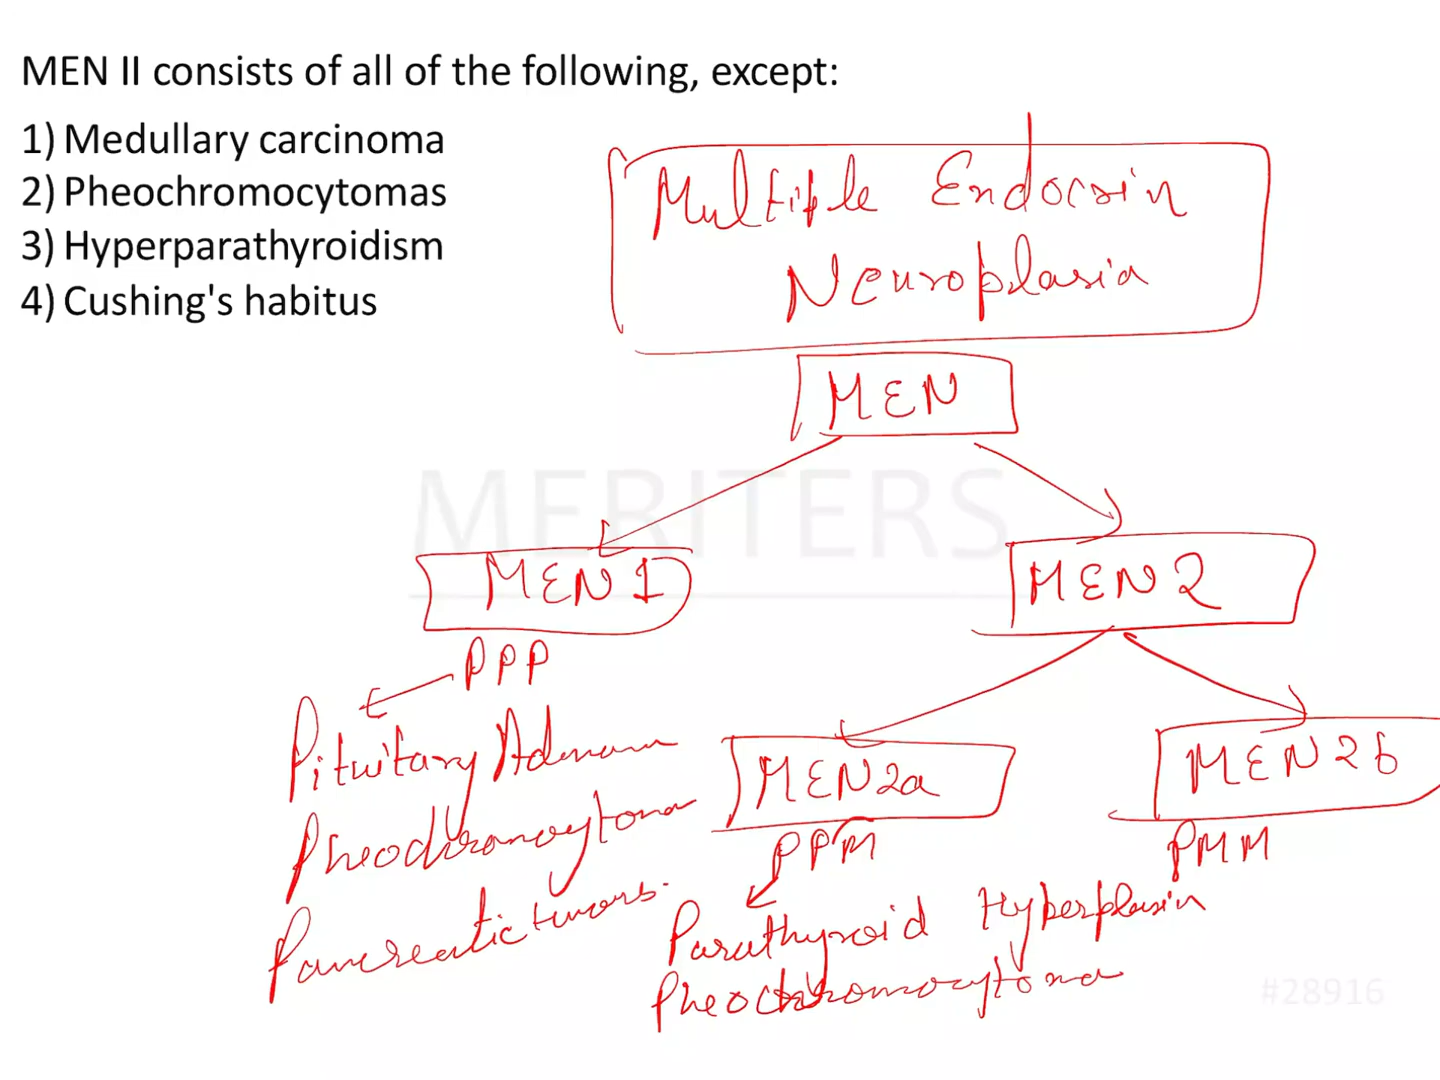 MEN II consists of all of the following, except:
1) Medullary carcinoma
2) Pheochromocytomas
3) Hyperparathyroidism
4) Cushing's habitus
Multiple Endocrin
Neuroplasia
MEN
MERITERS
MEN 1
MEN 2
PPP
Pituitary Adenoma
Pheochromocytoma
Pancreatic tumors.
MEN 2a
MEN 2b
PPM
PMM
Parathyroid Hyperplasia
Pheochromocytoma
#28916